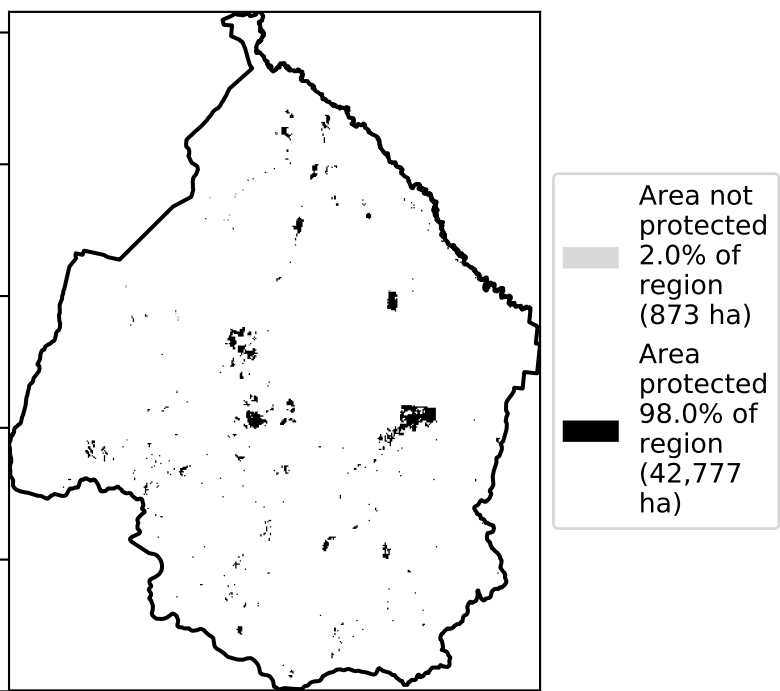 Area not
protected
2.0% of
region
(873 ha)
Area
protected
98.0% of
region
(42,777
ha)